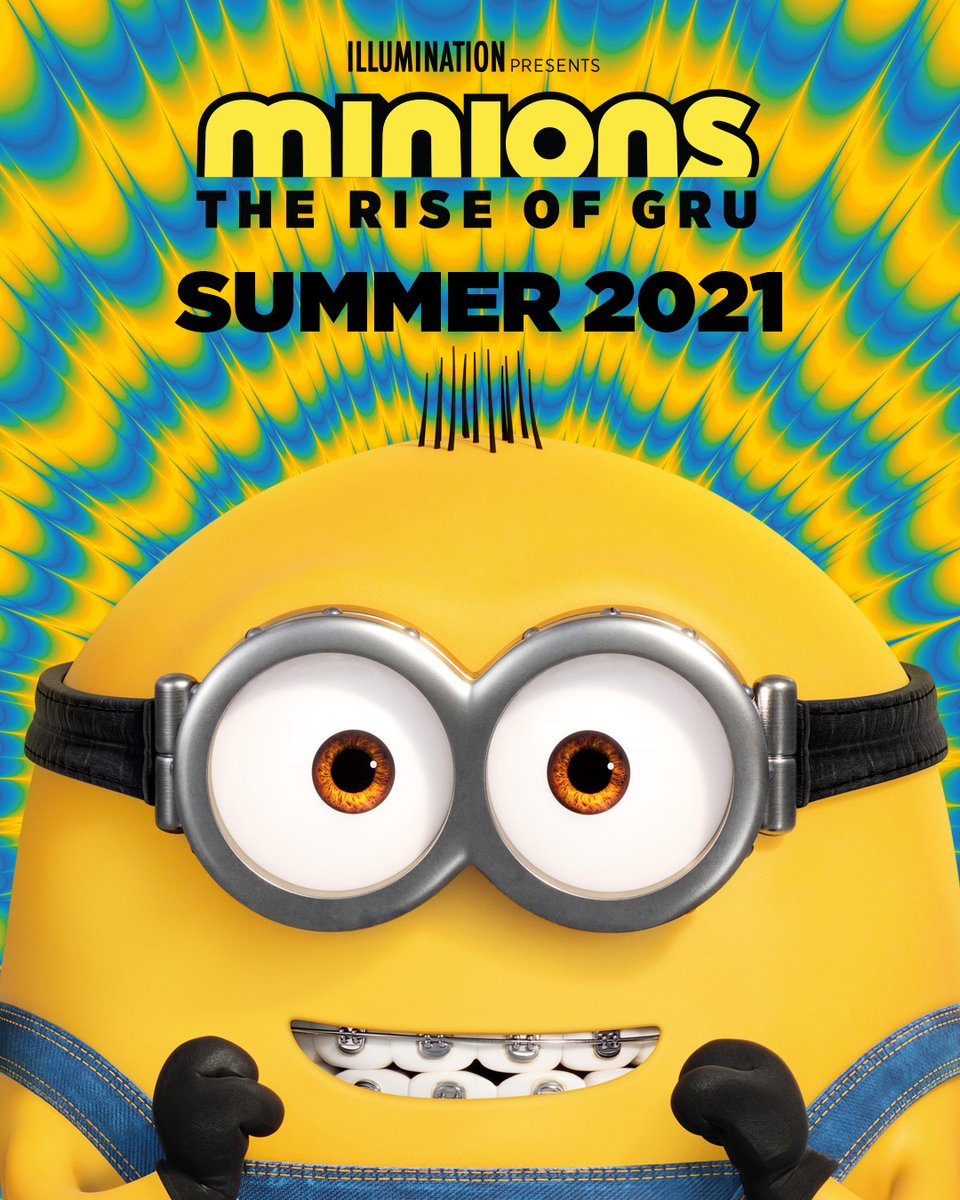 ILLUMINATION PRESENTS
minions
THE RISE OF GRU
SUMMER 2021